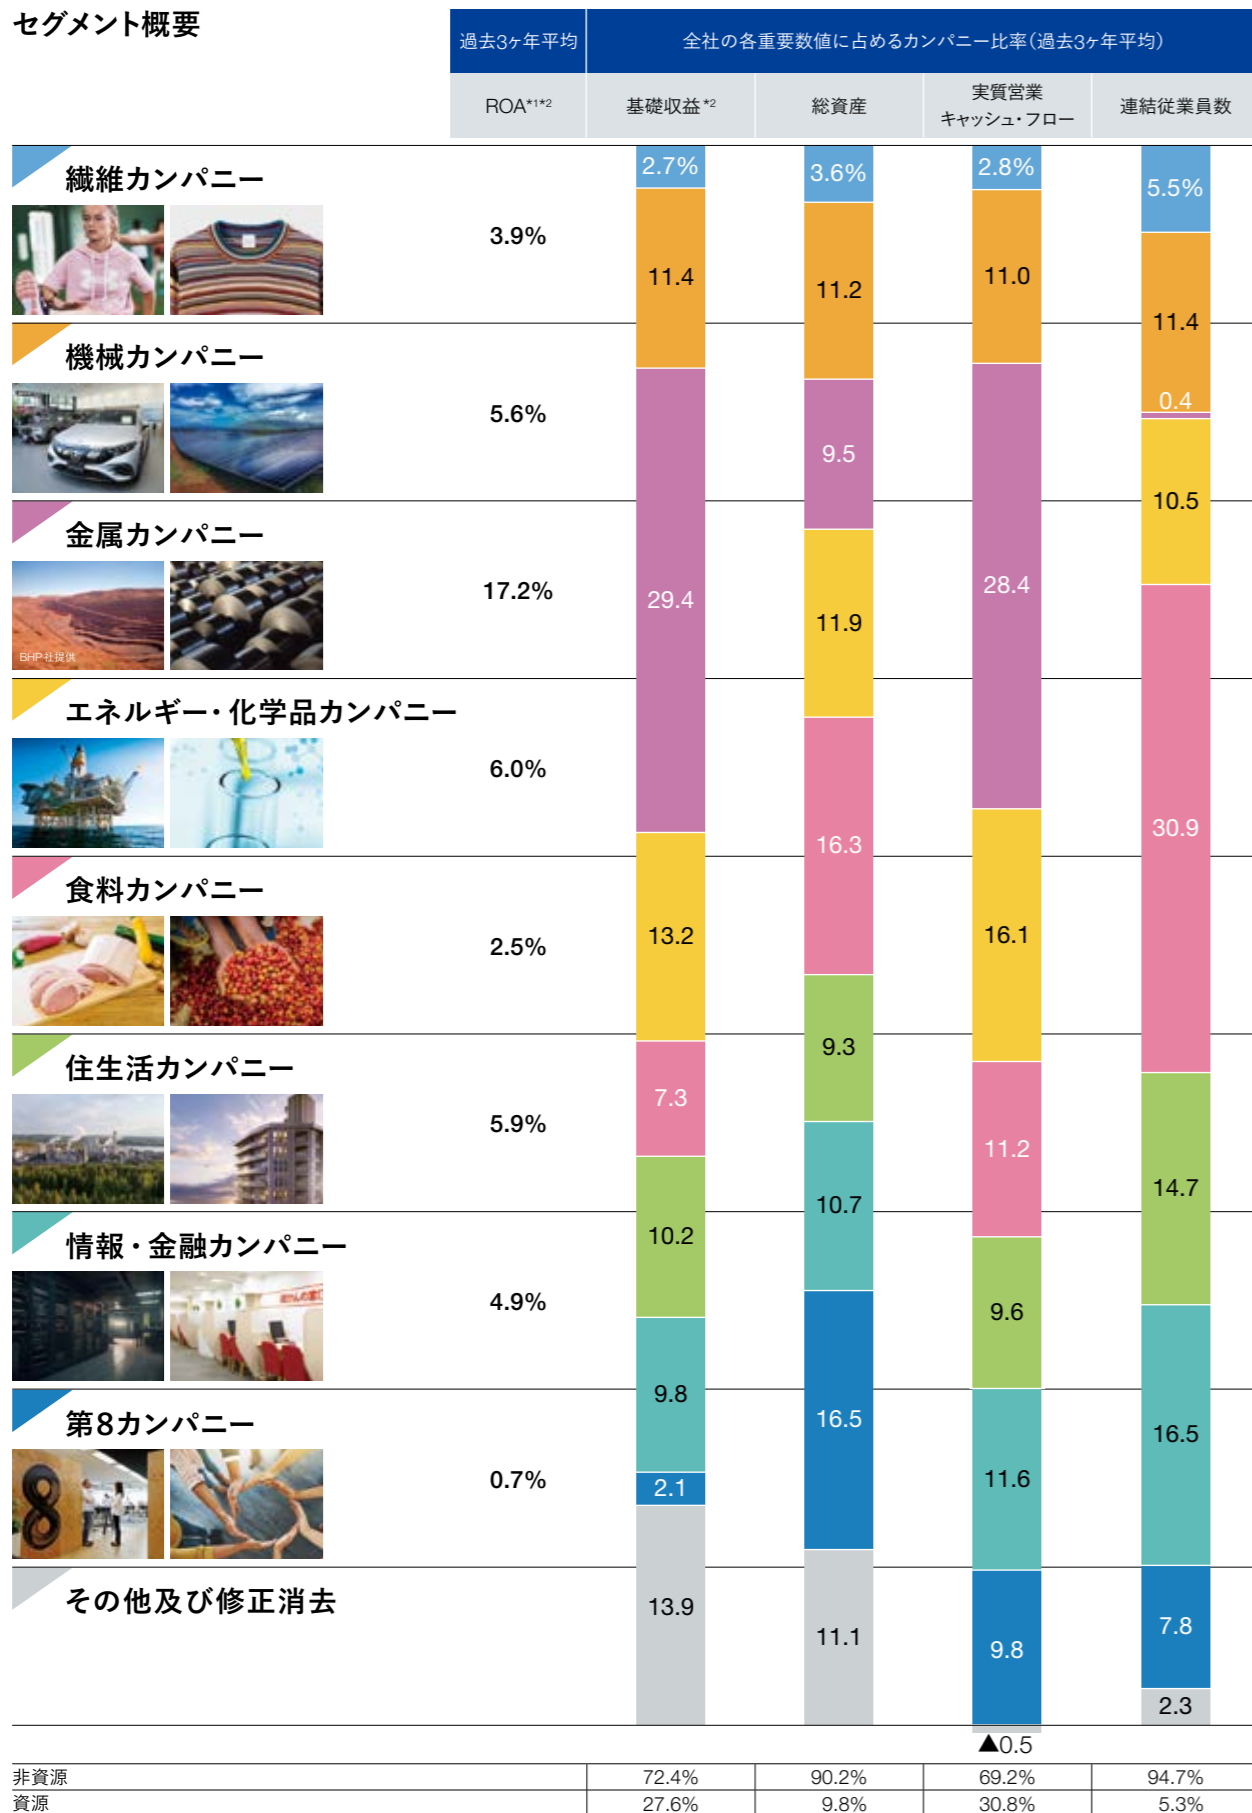 セグメント概要
過去3ヶ年平均
全社の各重要数値に占めるカンパニー比率(過去3ヶ年平均)
ROA*1*2
基礎収益*2
総資産
実質営業
キャッシュ・フロー
連結従業員数
繊維カンパニー
3.9%
2.7%
3.6%
2.8%
5.5%
11.4
11.2
11.0
11.4
機械カンパニー
5.6%
0.4
9.5
10.5
金属カンパニー
BHP社提供
17.2%
29.4
11.9
28.4
エネルギー・化学品カンパニー
6.0%
16.3
30.9
食料カンパニー
2.5%
13.2
16.1
9.3
住生活カンパニー
5.9%
7.3
11.2
10.7
14.7
10.2
情報・金融カンパニー
4.9%
9.6
9.8
16.5
16.5
第8カンパニー
8
0.7%
2.1
11.6
その他及び修正消去
13.9
11.1
9.8
7.8
2.3
▲0.5
非資源 72.4% 90.2% 69.2% 94.7%
資源 27.6% 9.8% 30.8% 5.3%